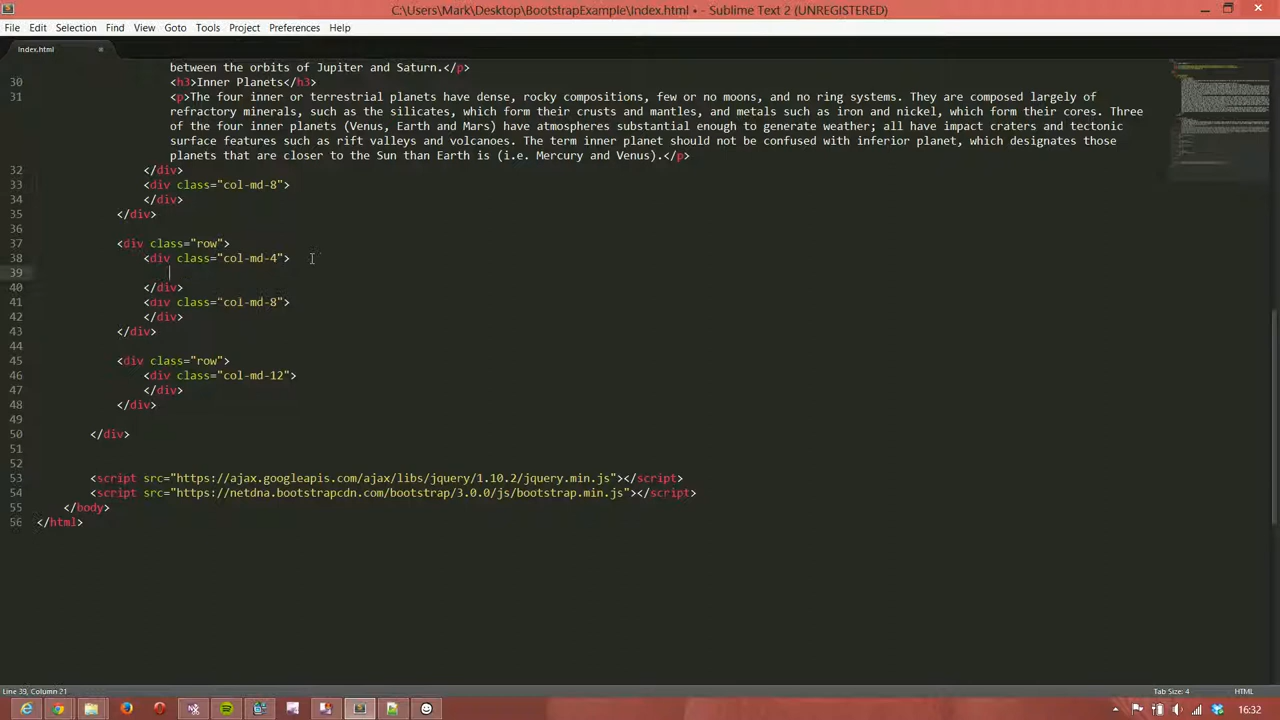 C:\Users\Mark\Desktop\BootstrapExample\Index.html • - Sublime Text 2 (UNREGISTERED)
File Edit Selection Find View Goto Tools Project Preferences Help
Index.html
between the orbits of Jupiter and Saturn.</p>
30 <h3>Inner Planets</h3>
31 <p>The four inner or terrestrial planets have dense, rocky compositions, few or no moons, and no ring systems. They are composed largely of
refractory minerals, such as the silicates, which form their crusts and mantles, and metals such as iron and nickel, which form their cores. Three
of the four inner planets (Venus, Earth and Mars) have atmospheres substantial enough to generate weather; all have impact craters and tectonic
surface features such as rift valleys and volcanoes. The term inner planet should not be confused with inferior planet, which designates those
planets that are closer to the Sun than Earth is (i.e. Mercury and Venus).</p>
32 </div>
33 <div class="col-md-8">
34 </div>
35 </div>
36
37 <div class="row">
38 <div class="col-md-4">
39
40 </div>
41 <div class="col-md-8">
42 </div>
43 </div>
44
45 <div class="row">
46 <div class="col-md-12">
47 </div>
48 </div>
49
50 </div>
51
52
53 <script src="https://ajax.googleapis.com/ajax/libs/jquery/1.10.2/jquery.min.js"></script>
54 <script src="https://netdna.bootstrapcdn.com/bootstrap/3.0.0/js/bootstrap.min.js"></script>
55 </body>
56 </html>
Line 39, Column 21 Tab Size: 4 HTML
16:32